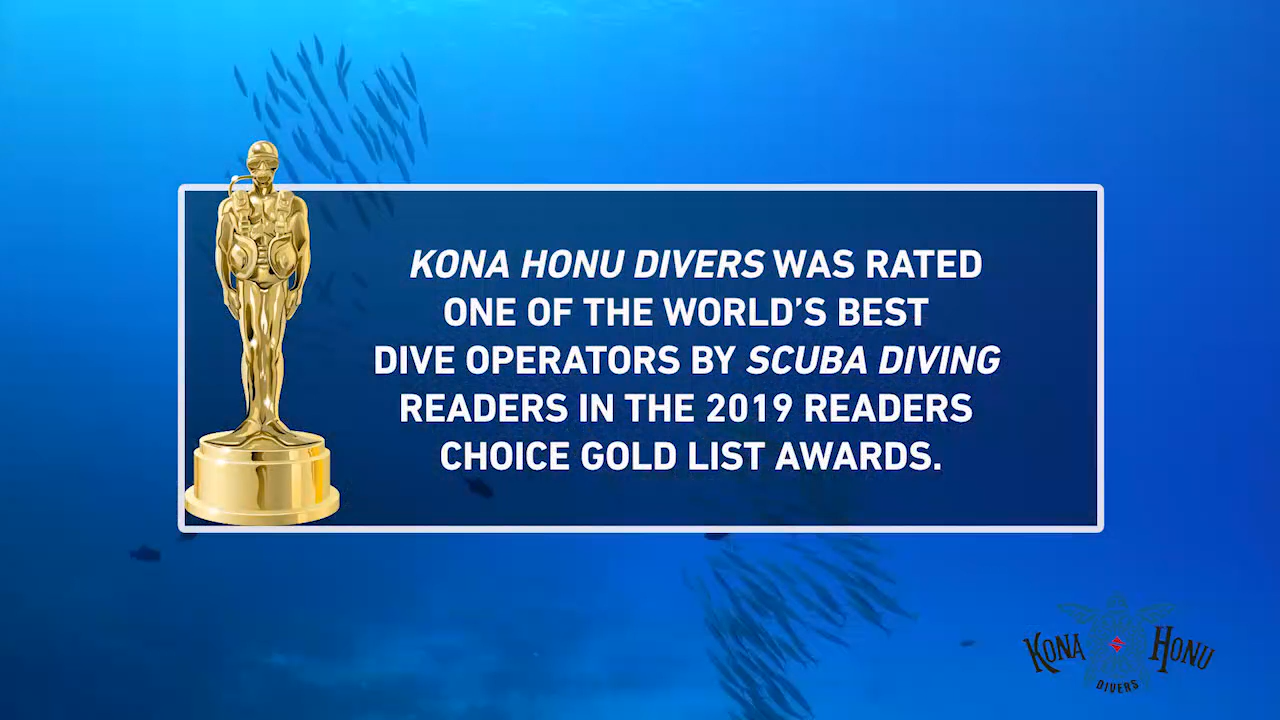 KONA HONU DIVERS WAS RATED
ONE OF THE WORLD'S BEST
DIVE OPERATORS BY SCUBA DIVING
READERS IN THE 2019 READERS
CHOICE GOLD LIST AWARDS.
KONA HONU
DIVERS